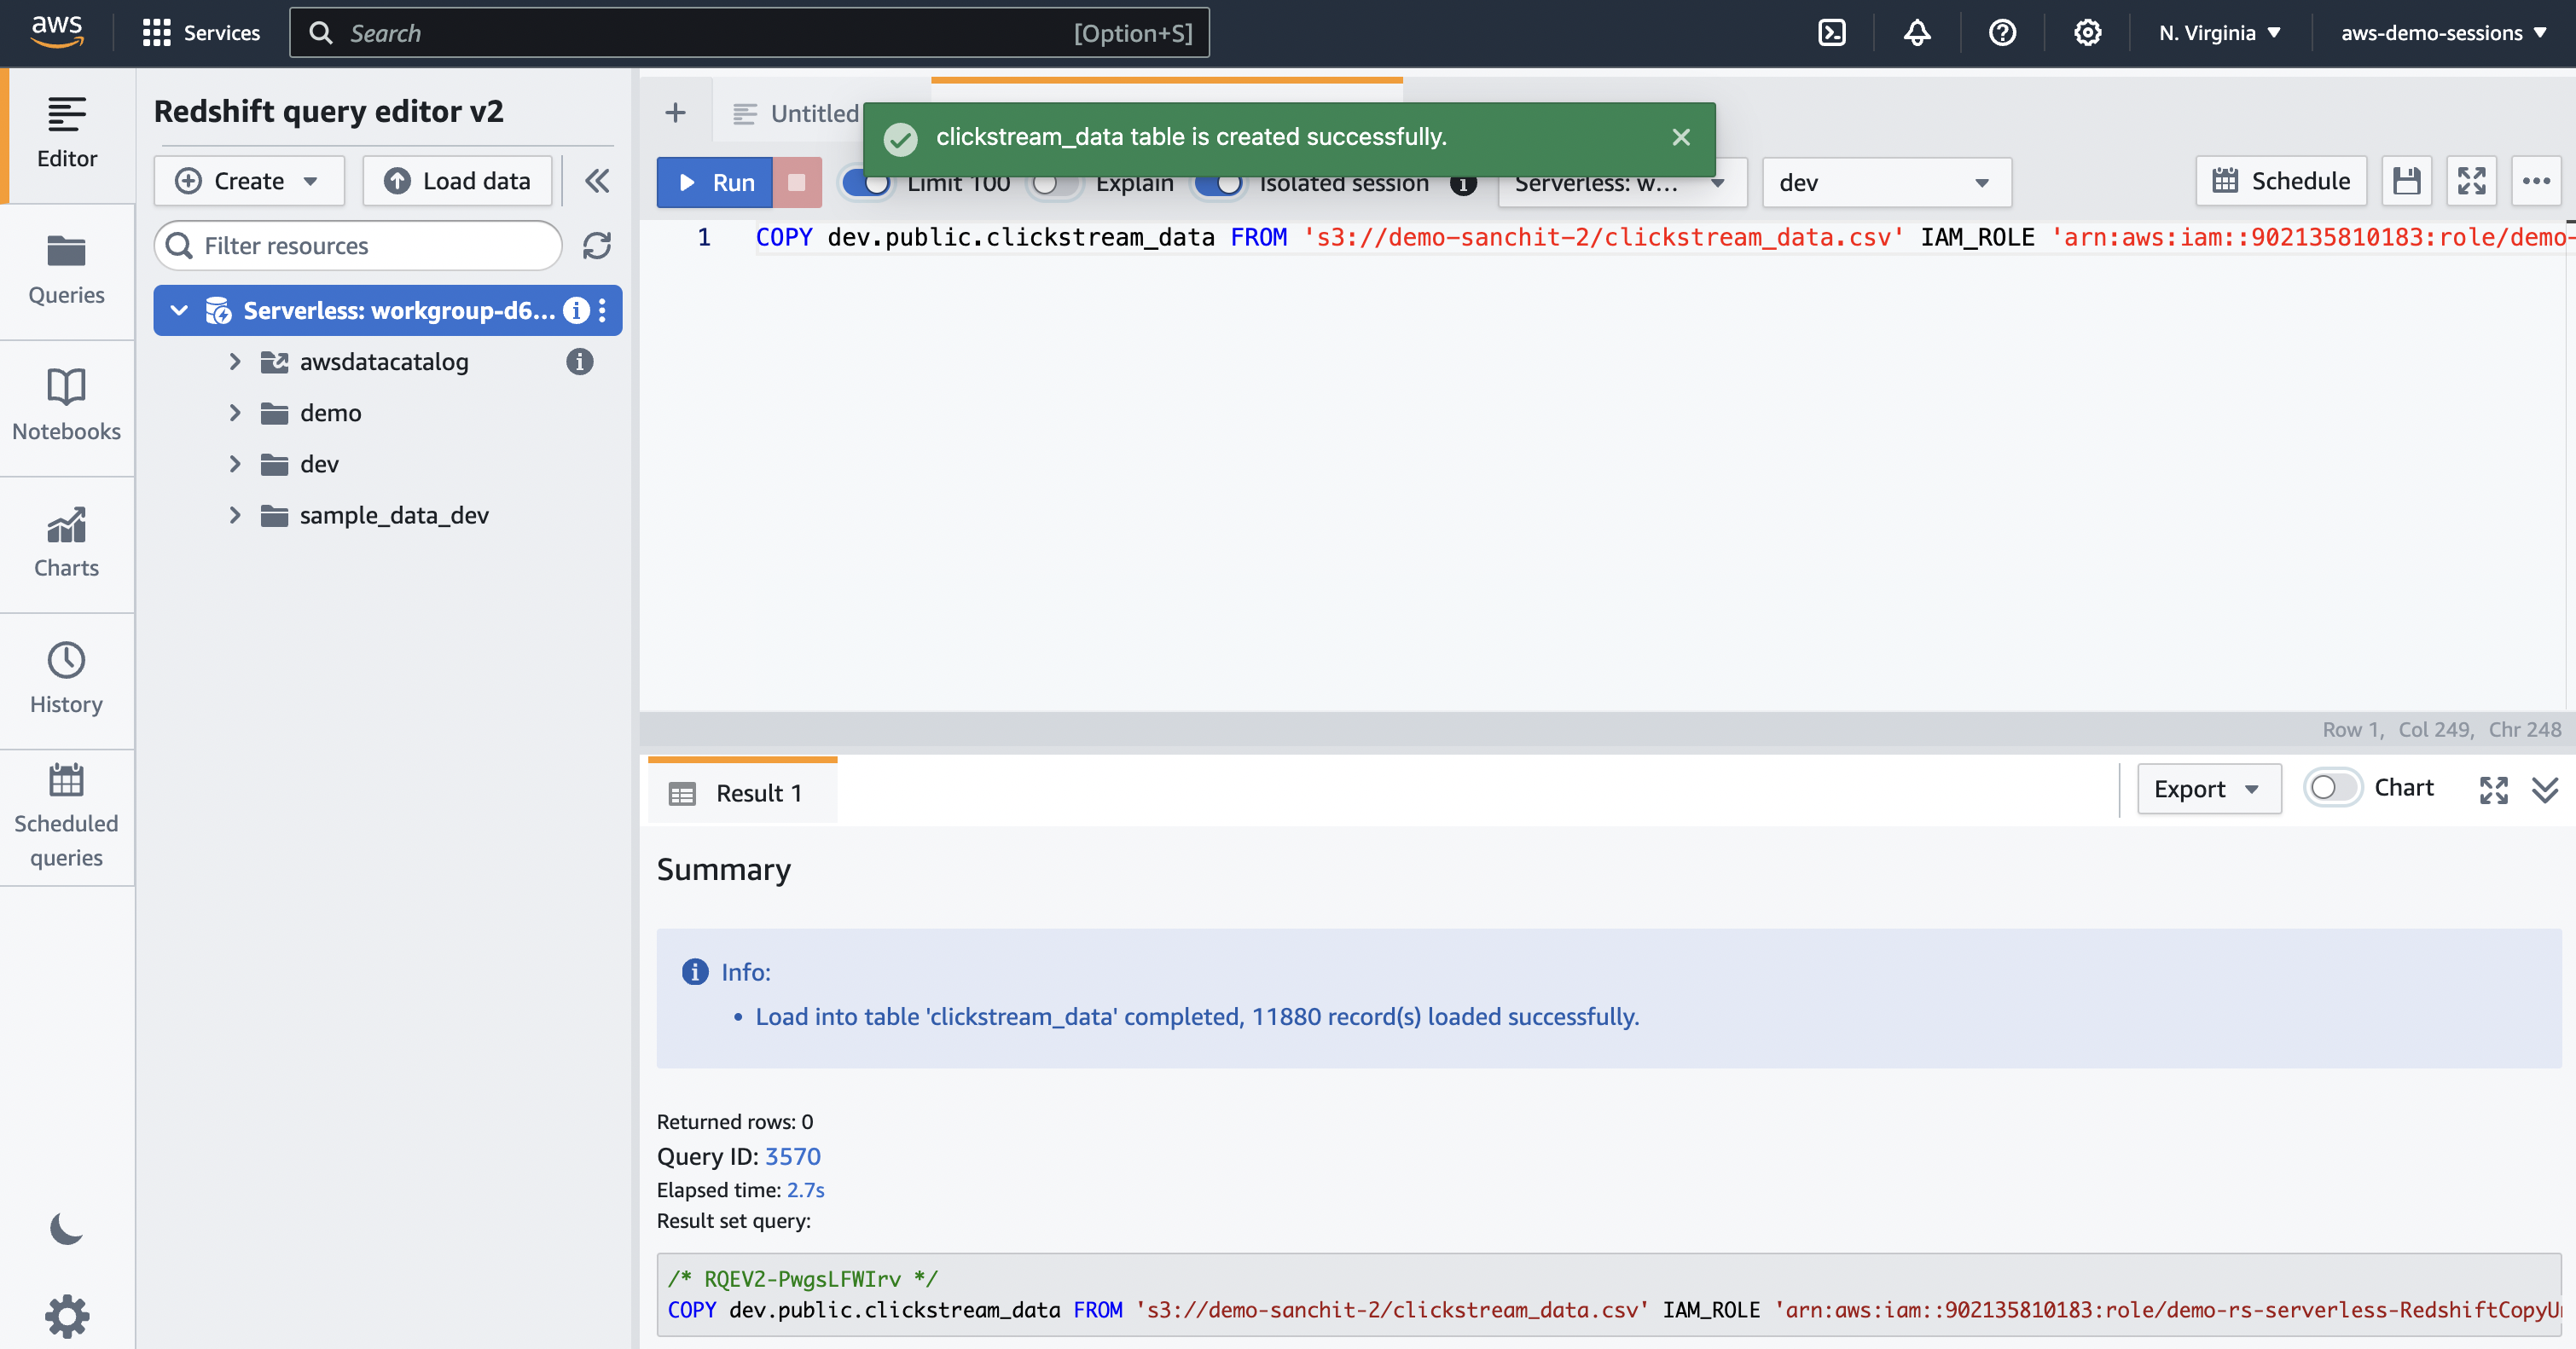 aws
Services
Search
[Option+S]
N. Virginia
aws-demo-sessions
Editor
Queries
Notebooks
Charts
History
Scheduled
queries
Redshift query editor v2
Create
Load data
Filter resources
Serverless: workgroup-d6...
awsdatacatalog
demo
dev
sample_data_dev
Untitled
clickstream_data table is created successfully.
Run
Limit 100
Explain
Isolated session
Serverless: w...
dev
Schedule
1 COPY dev.public.clickstream_data FROM 's3://demo-sanchit-2/clickstream_data.csv' IAM_ROLE 'arn:aws:iam::902135810183:role/demo-
Row 1, Col 249, Chr 248
Result 1
Export
Chart
Summary
Info:
• Load into table 'clickstream_data' completed, 11880 record(s) loaded successfully.
Returned rows: 0
Query ID: 3570
Elapsed time: 2.7s
Result set query:
/* RQEV2-PwgsLFWIrv */
COPY dev.public.clickstream_data FROM 's3://demo-sanchit-2/clickstream_data.csv' IAM_ROLE 'arn:aws:iam::902135810183:role/demo-rs-serverless-RedshiftCopyU